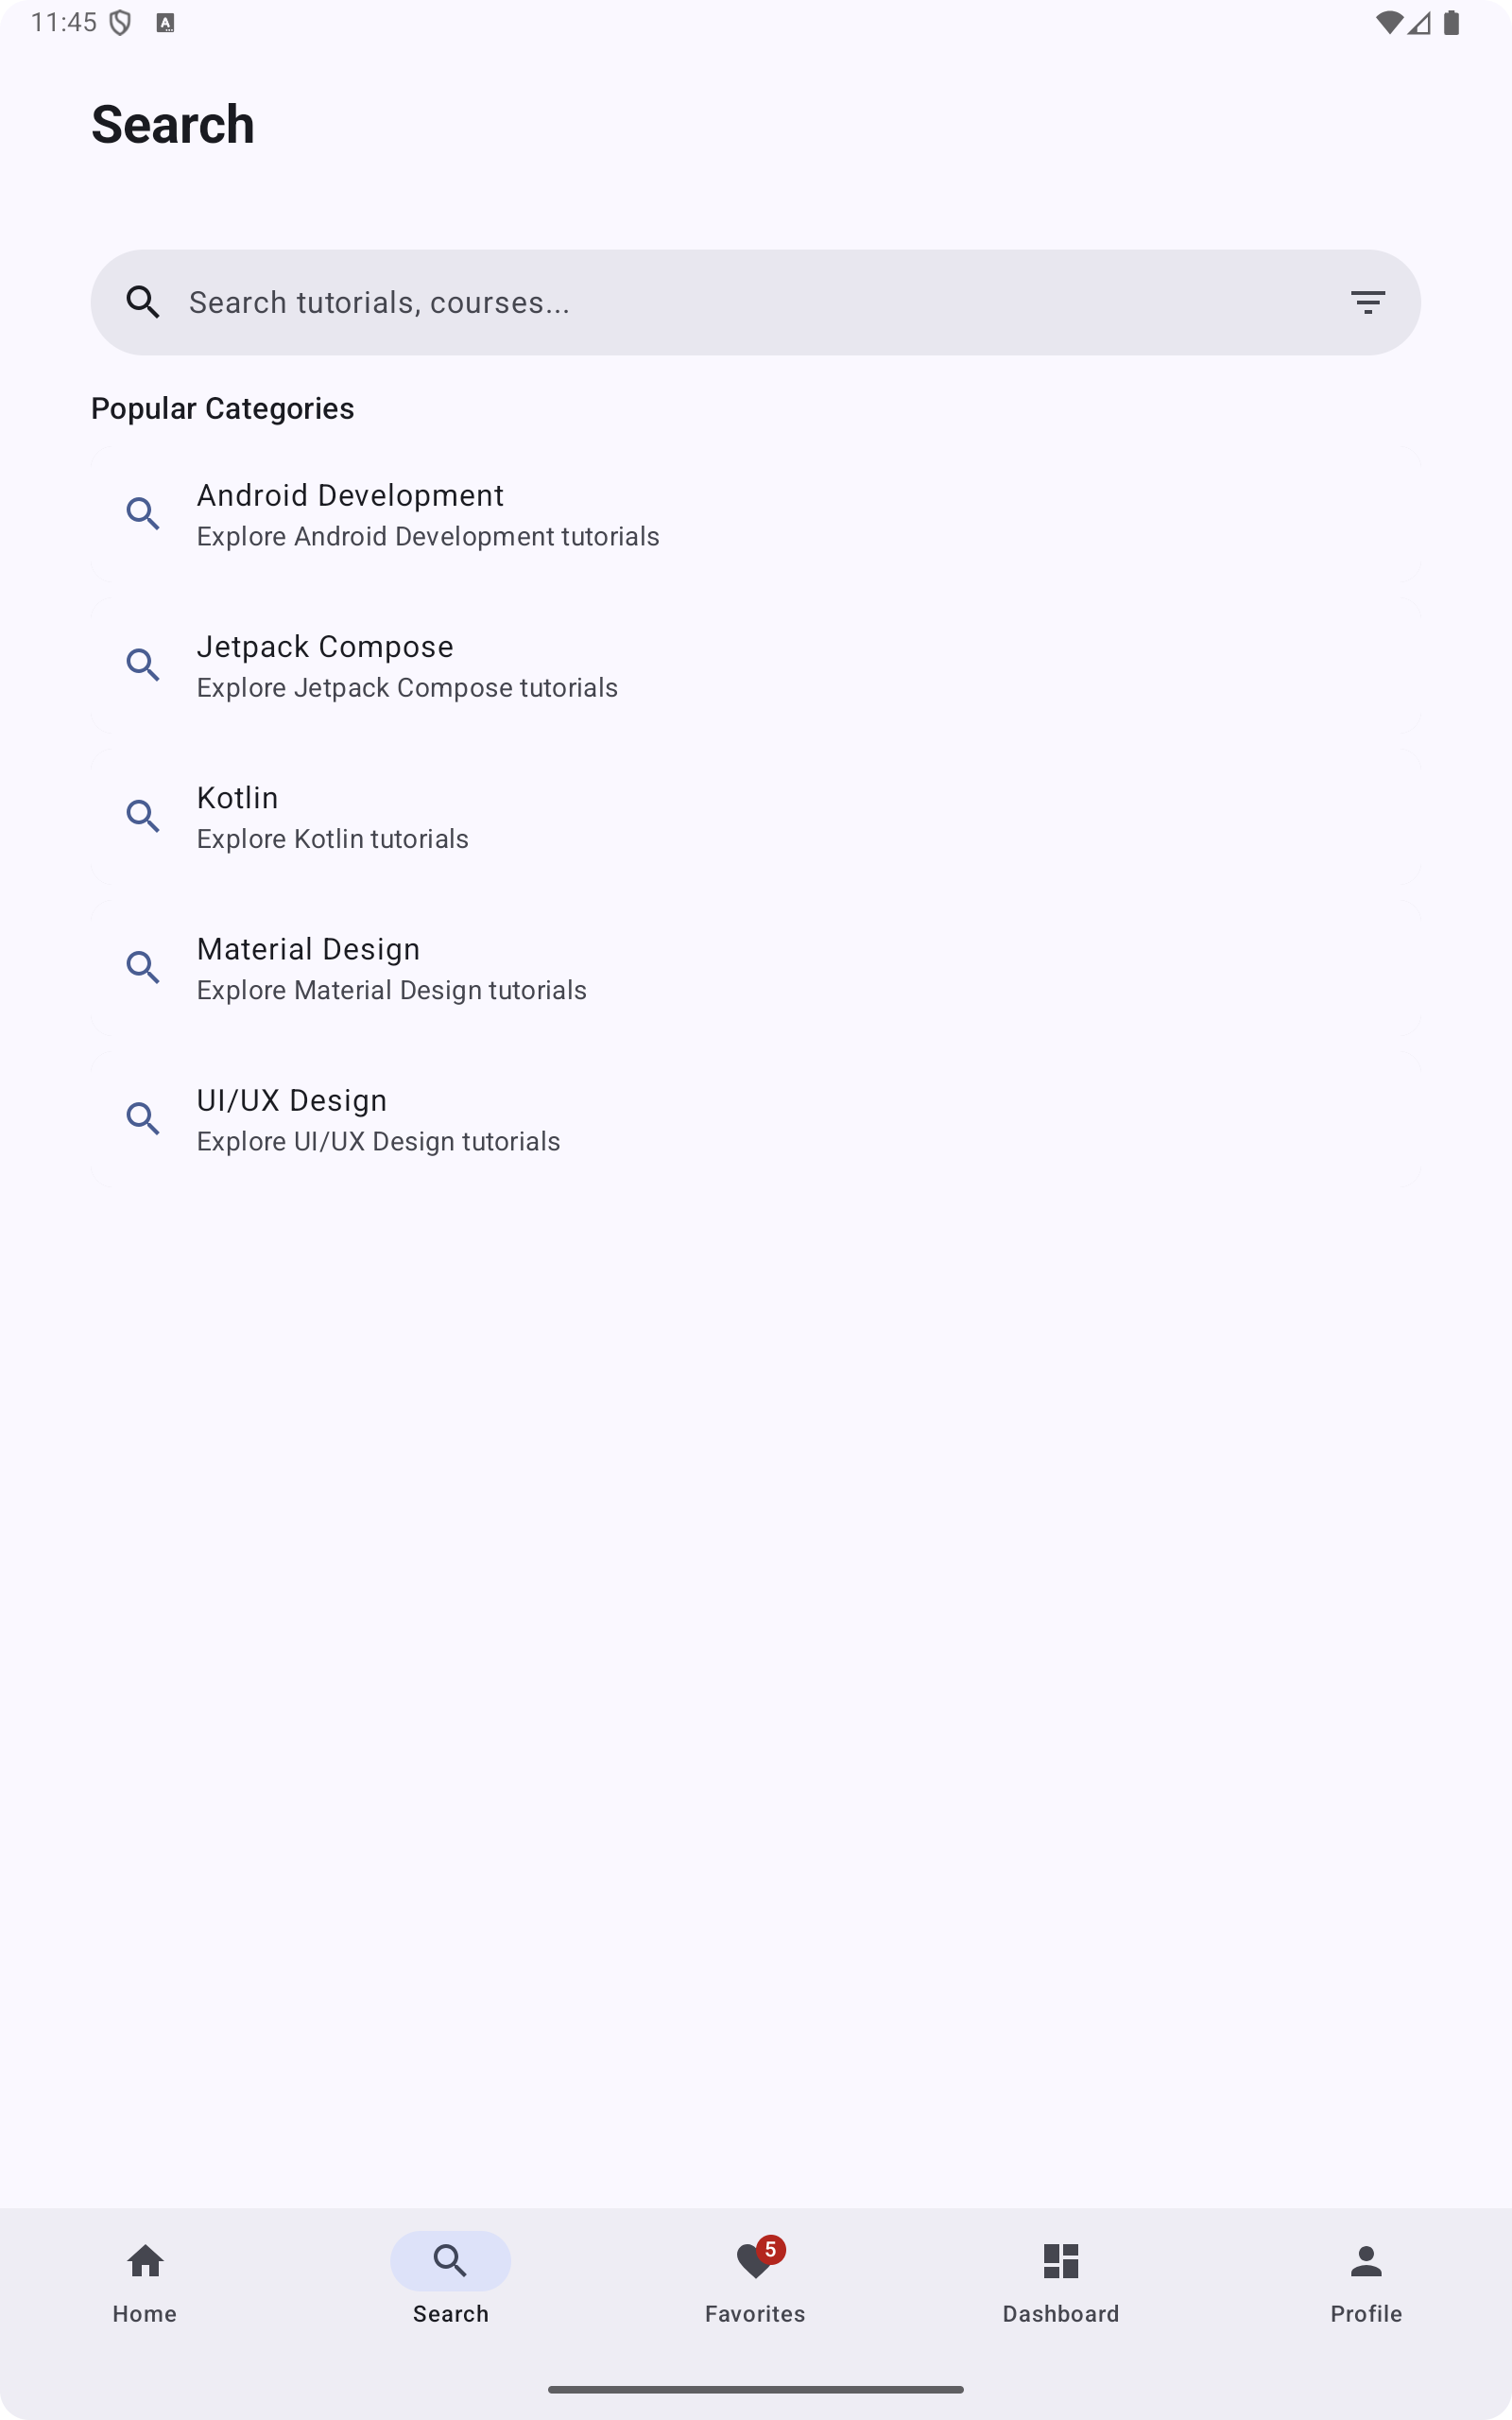 11:45
Search
Search tutorials, courses...
Popular Categories
Android Development
Explore Android Development tutorials
Jetpack Compose
Explore Jetpack Compose tutorials
Kotlin
Explore Kotlin tutorials
Material Design
Explore Material Design tutorials
UI/UX Design
Explore UI/UX Design tutorials
5
Home
Search
Favorites
Dashboard
Profile